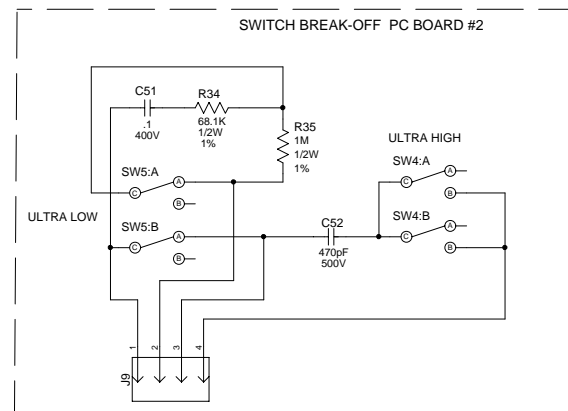 SWITCH BREAK-OFF PC BOARD #2
C51
.1
400V
R34
68.1K
1/2W
1%
R35
1M
1/2W
1%
ULTRA HIGH
SW4:A
A
C
B
SW5:A
A
C
B
ULTRA LOW
SW5:B
A
C
B
C52
470pF
500V
SW4:B
A
C
B
1
2
3
4
J9